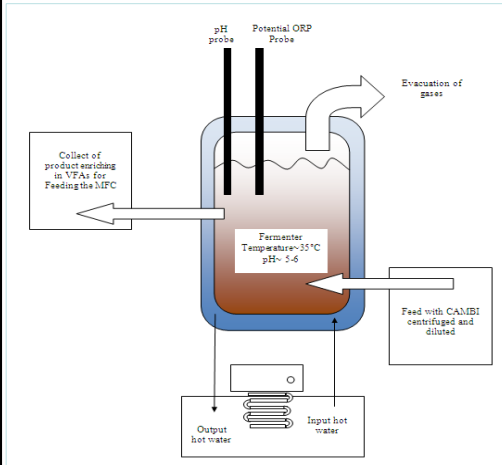 pH
probe
Potential ORP
Probe
Evacuation of
gases
Collect of
product enriching
in VFAs for
Feeding the MFC
Fermenter
Temperature~35°C
pH~ 5-6
Feed with CAMBI
centrifuged and
diluted
Output
hot water
Input hot
water